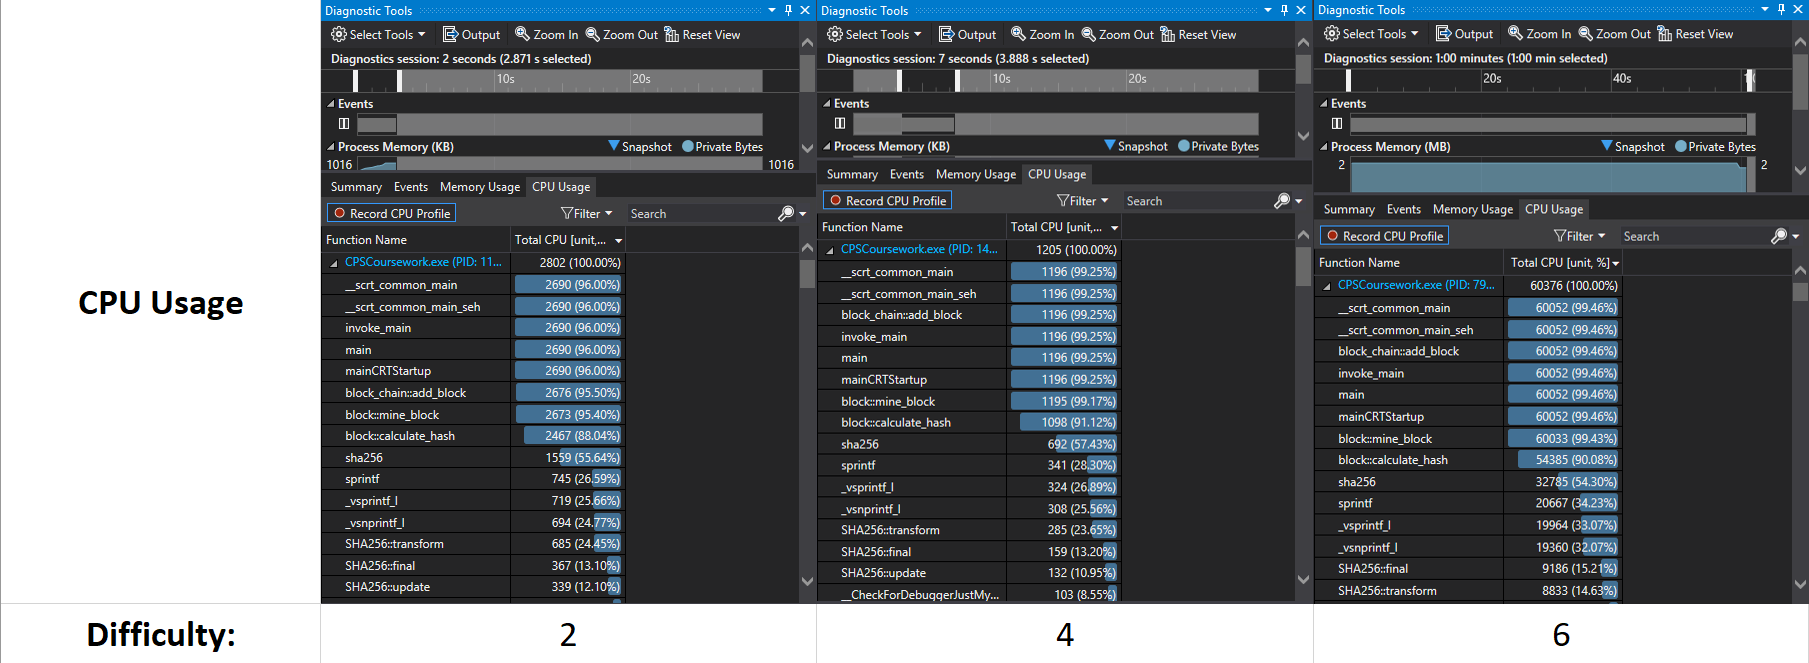 CPU Usage
Diagnostic Tools
Select Tools Output Zoom In Zoom Out Reset View
Diagnostics session: 2 seconds (2.871 s selected)
10s 20s
Events
Process Memory (KB) Snapshot Private Bytes
1016 1016
Summary Events Memory Usage CPU Usage
Record CPU Profile Filter Search
Function Name Total CPU [unit,...
CPSCoursework.exe (PID: 11... 2802 (100.00%)
__scrt_common_main 2690 (96.00%)
__scrt_common_main_seh 2690 (96.00%)
invoke_main 2690 (96.00%)
main 2690 (96.00%)
mainCRTStartup 2690 (96.00%)
block_chain::add_block 2676 (95.50%)
block::mine_block 2673 (95.40%)
block::calculate_hash 2467 (88.04%)
sha256 1559 (55.64%)
sprintf 745 (26.59%)
_vsprintf_l 719 (25.66%)
_vsnprintf_l 694 (24.77%)
SHA256::transform 685 (24.45%)
SHA256::final 367 (13.10%)
SHA256::update 339 (12.10%)
Diagnostic Tools
Select Tools Output Zoom In Zoom Out Reset View
Diagnostics session: 7 seconds (3.888 s selected)
10s 20s
Events
Process Memory (KB) Snapshot Private Bytes
Summary Events Memory Usage CPU Usage
Record CPU Profile Filter Search
Function Name Total CPU [unit,...
CPSCoursework.exe (PID: 14... 1205 (100.00%)
__scrt_common_main 1196 (99.25%)
__scrt_common_main_seh 1196 (99.25%)
block_chain::add_block 1196 (99.25%)
invoke_main 1196 (99.25%)
main 1196 (99.25%)
mainCRTStartup 1196 (99.25%)
block::mine_block 1195 (99.17%)
block::calculate_hash 1098 (91.12%)
sha256 692 (57.43%)
sprintf 341 (28.30%)
_vsprintf_l 324 (26.89%)
_vsnprintf_l 308 (25.56%)
SHA256::transform 285 (23.65%)
SHA256::final 159 (13.20%)
SHA256::update 132 (10.95%)
__CheckForDebuggerJustMy... 103 (8.55%)
Diagnostic Tools
Select Tools Output Zoom In Zoom Out Reset View
Diagnostics session: 1:00 minutes (1:00 min selected)
20s 40s
Events
Process Memory (MB) Snapshot Private Bytes
2 2
Summary Events Memory Usage CPU Usage
Record CPU Profile Filter Search
Function Name Total CPU [unit, %]
CPSCoursework.exe (PID: 79... 60376 (100.00%)
__scrt_common_main 60052 (99.46%)
__scrt_common_main_seh 60052 (99.46%)
block_chain::add_block 60052 (99.46%)
invoke_main 60052 (99.46%)
main 60052 (99.46%)
mainCRTStartup 60052 (99.46%)
block::mine_block 60033 (99.43%)
block::calculate_hash 54385 (90.08%)
sha256 32785 (54.30%)
sprintf 20667 (34.23%)
_vsprintf_l 19964 (33.07%)
_vsnprintf_l 19360 (32.07%)
SHA256::final 9186 (15.21%)
SHA256::transform 8833 (14.63%)
Difficulty: 2 4 6